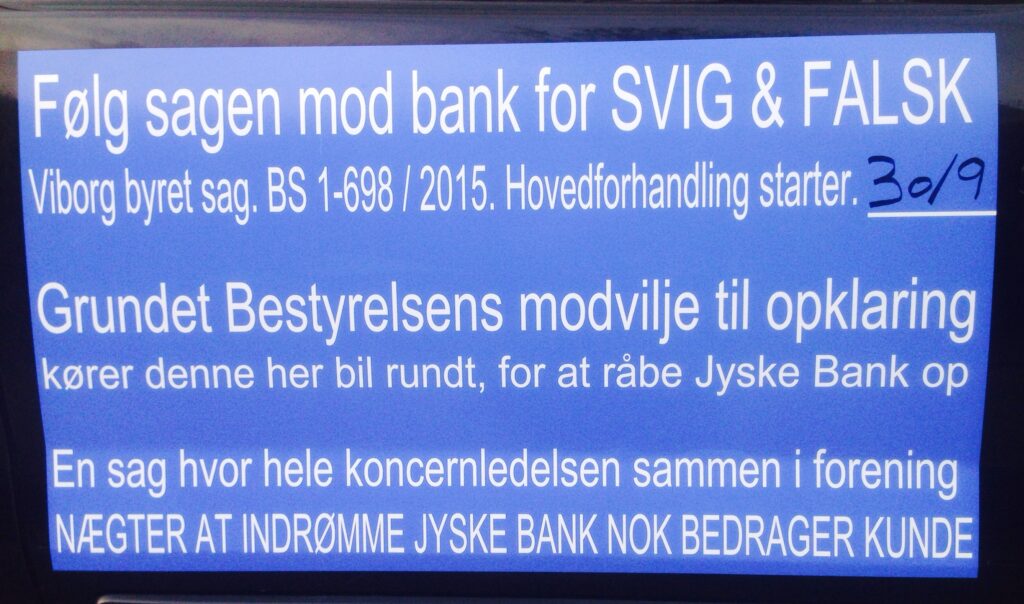 Følg sagen mod bank for SVIG & FALSK
Viborg byret sag. BS 1-698 / 2015. Hovedforhandling starter. 30/9
Grundet Bestyrelsens modvilje til opklaring
kører denne her bil rundt, for at råbe Jyske Bank op
En sag hvor hele koncernledelsen sammen i forening
NÆGTER AT INDRØMME JYSKE BANK NOK BEDRAGER KUNDE